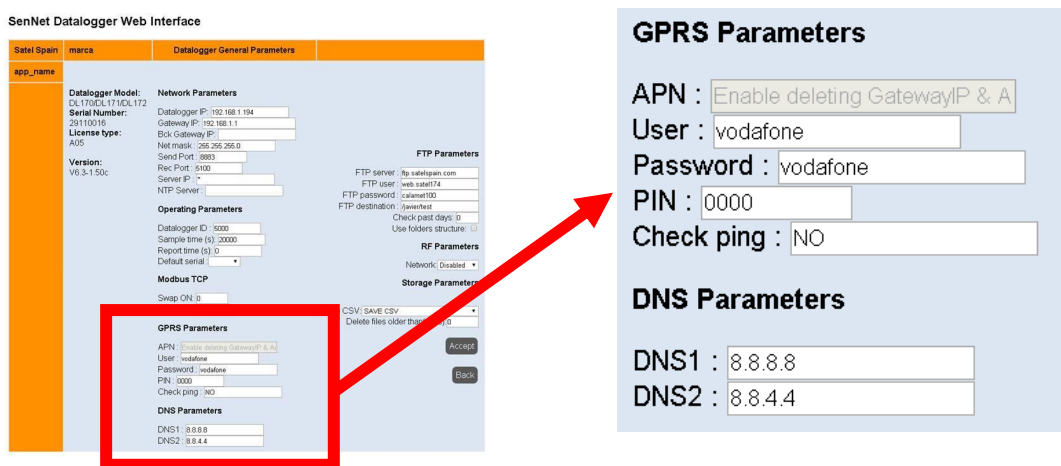 SenNet Datalogger Web Interface
Satel Spain
marca
Datalogger General Parameters
app_name
Datalogger Model:
DL170/DL171/DL172
Serial Number:
29110016
License type:
A05
Version:
V6.3-1.50c
Network Parameters
Datalogger IP: 192.168.1.194
Gateway IP: 192.168.1.1
Bck Gateway IP:
Net mask : 255.255.255.0
Send Port : 8883
Rec Port : 5100
Server IP : *
NTP Server :
Operating Parameters
Datalogger ID : 5000
Sample time (s): 20000
Report time (s): 0
Default serial :
Modbus TCP
Swap ON: 0
GPRS Parameters
APN : Enable deleting GatewayIP & A
User : vodafone
Password : vodafone
PIN : 0000
Check ping : NO
DNS Parameters
DNS1 : 8.8.8.8
DNS2 : 8.8.4.4
FTP Parameters
FTP server : ftp.satelspain.com
FTP user : web.satel174
FTP password : calamet100
FTP destination : /javier/test
Check past days: 0
Use folders structure:
RF Parameters
Network: Disabled
Storage Parameters
CSV: SAVE CSV
Delete files older than 0
Accept
Back
GPRS Parameters
APN : Enable deleting GatewayIP & A
User : vodafone
Password : vodafone
PIN : 0000
Check ping : NO
DNS Parameters
DNS1 : 8.8.8.8
DNS2 : 8.8.4.4